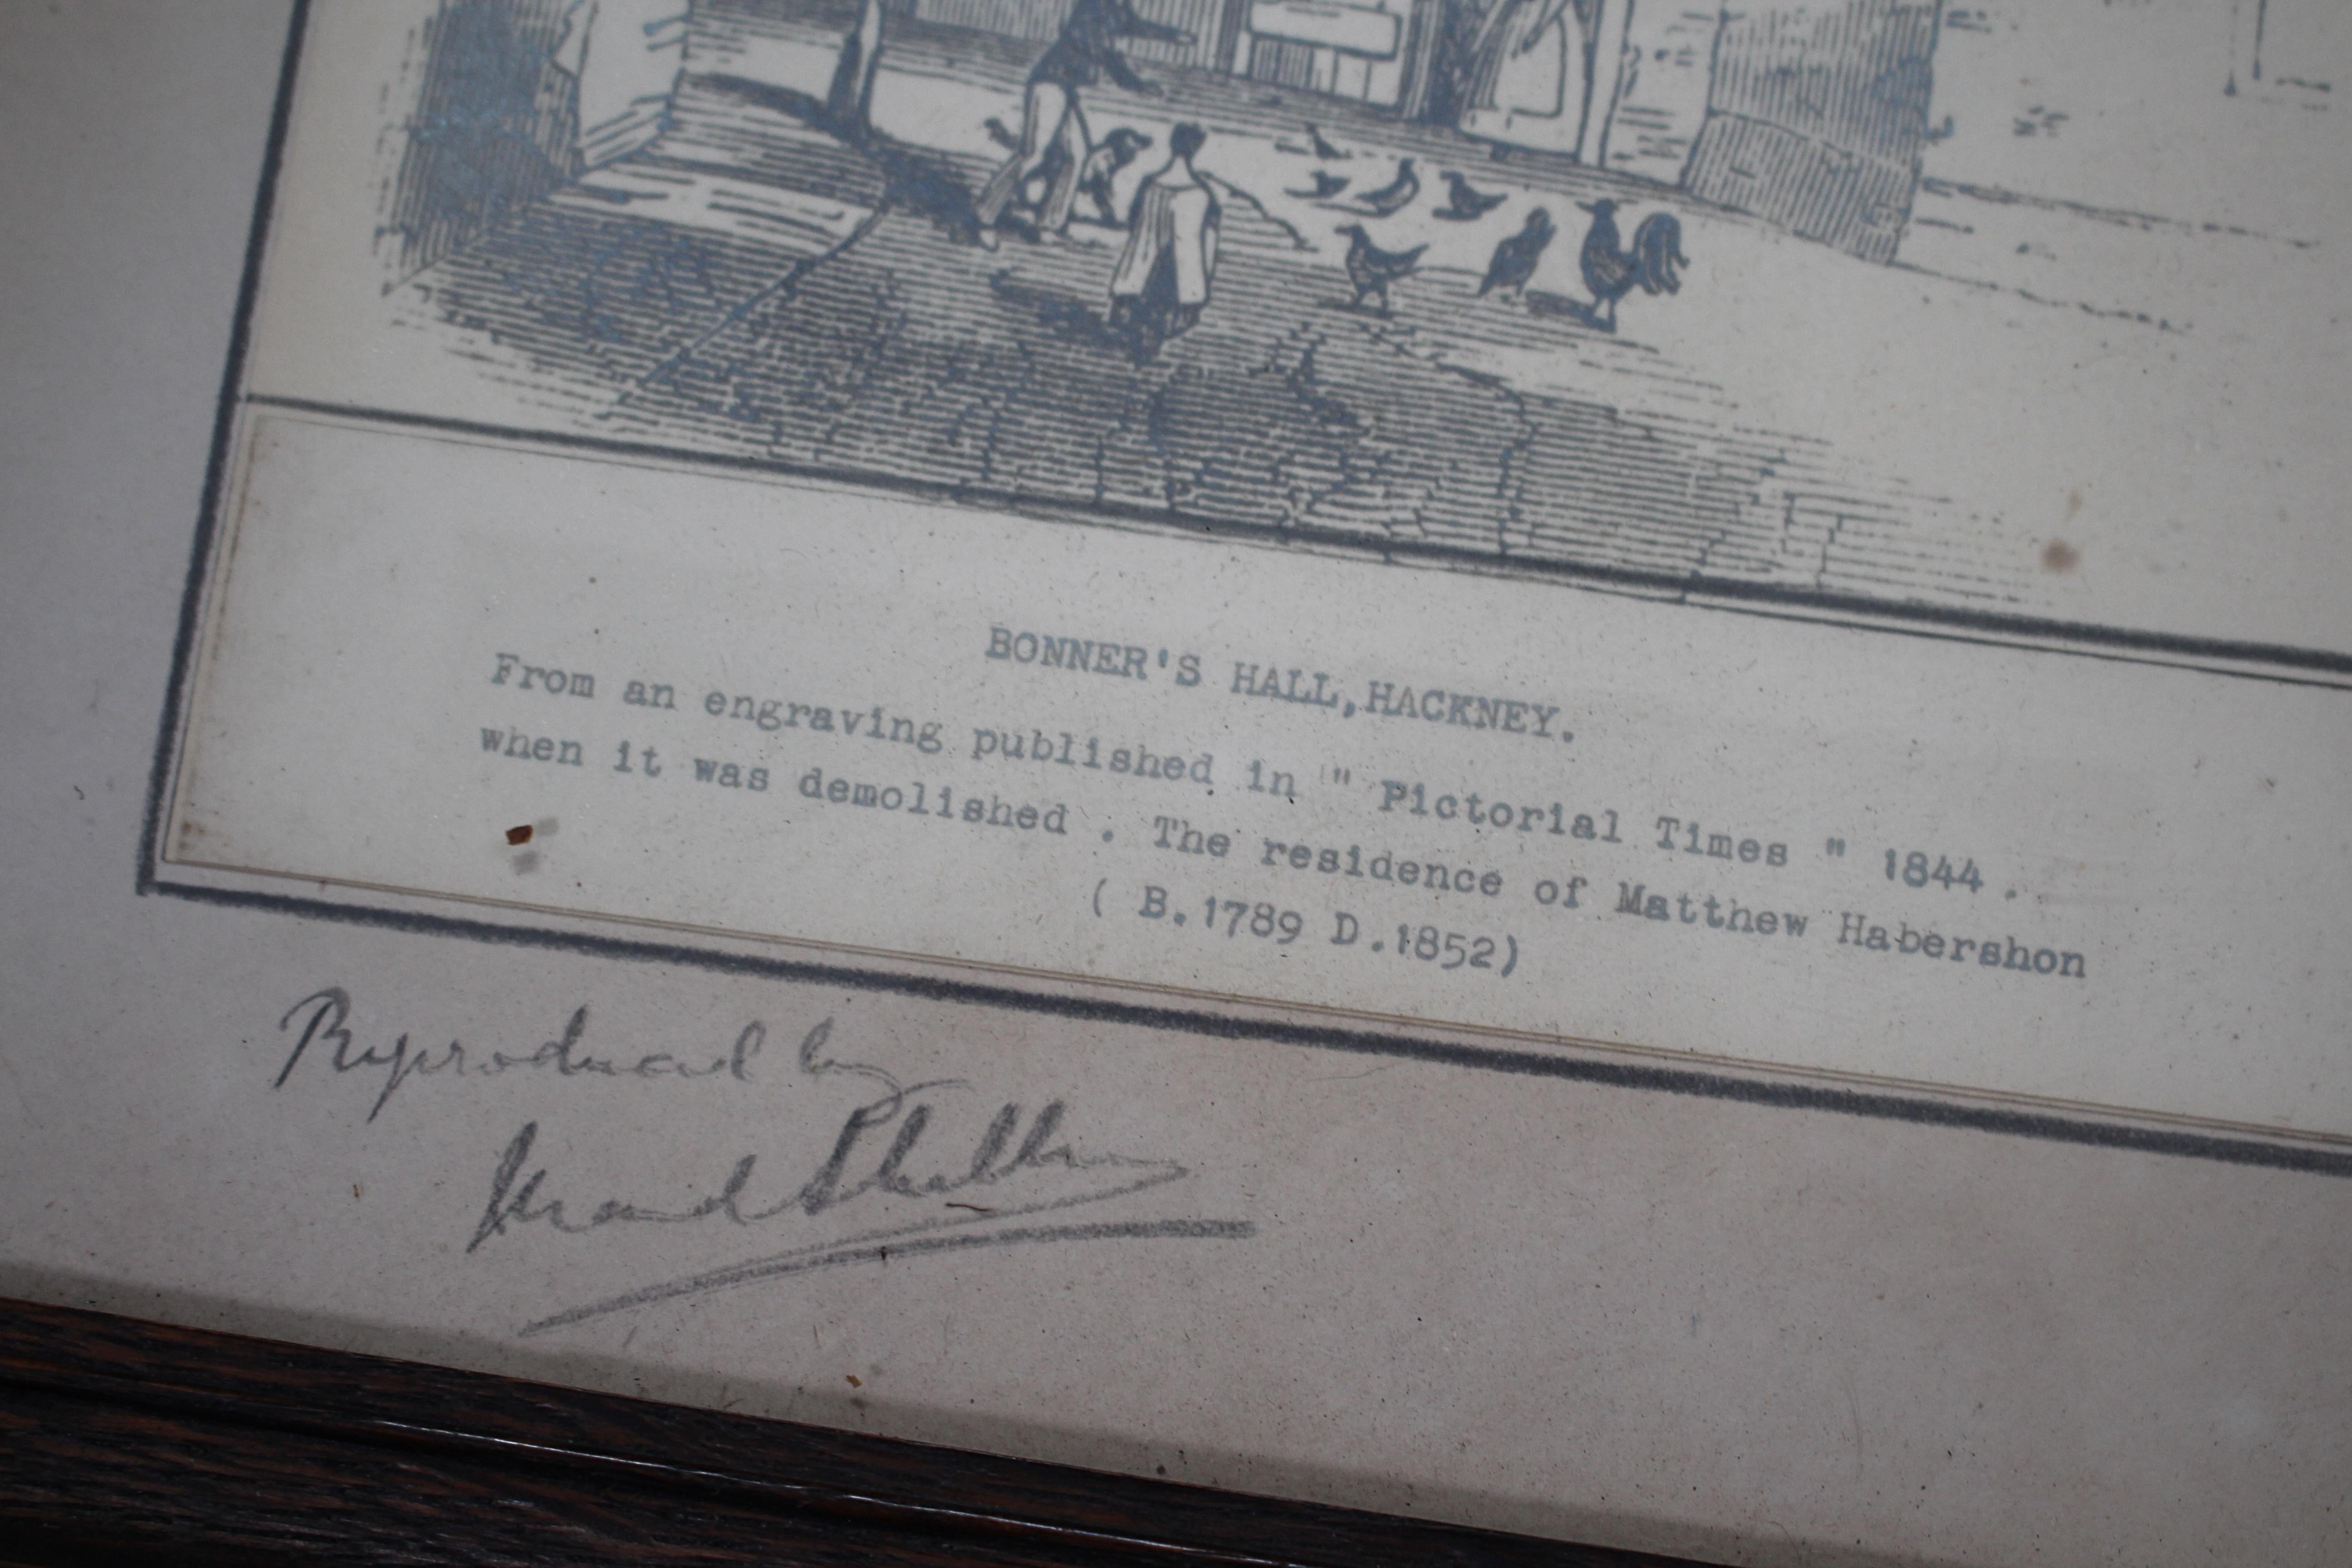 BONNER'S HALL,HACKNEY.
From an engraving published in " Pictorial Times " 1844 .
when it was demolished . The residence of Matthew Habershon
( B.1789 D.1852)
Reproduced by